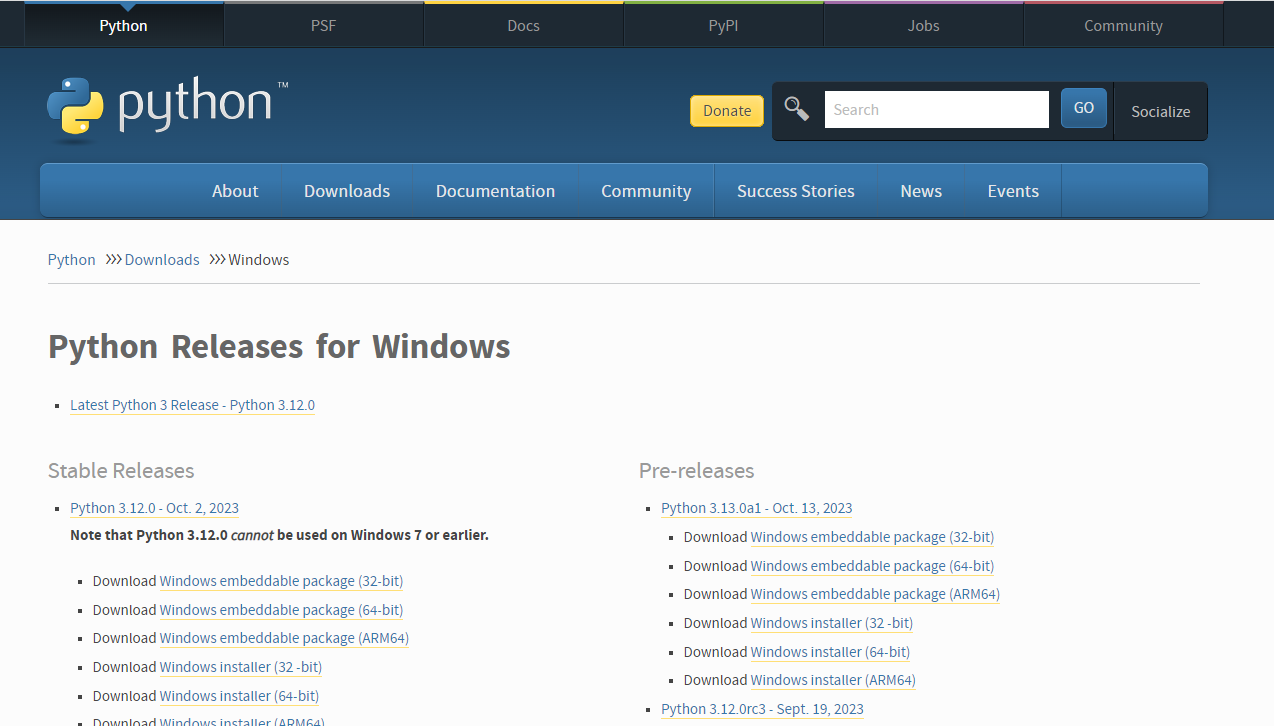 Python PSF Docs PyPI Jobs Community
python™
Donate Search GO Socialize
About Downloads Documentation Community Success Stories News Events
Python >>> Downloads >>> Windows
Python Releases for Windows
Latest Python 3 Release - Python 3.12.0
Stable Releases
Python 3.12.0 - Oct. 2, 2023
Note that Python 3.12.0 cannot be used on Windows 7 or earlier.
Download Windows embeddable package (32-bit)
Download Windows embeddable package (64-bit)
Download Windows embeddable package (ARM64)
Download Windows installer (32 -bit)
Download Windows installer (64-bit)
Download Windows installer (ARM64)
Pre-releases
Python 3.13.0a1 - Oct. 13, 2023
Download Windows embeddable package (32-bit)
Download Windows embeddable package (64-bit)
Download Windows embeddable package (ARM64)
Download Windows installer (32 -bit)
Download Windows installer (64-bit)
Download Windows installer (ARM64)
Python 3.12.0rc3 - Sept. 19, 2023